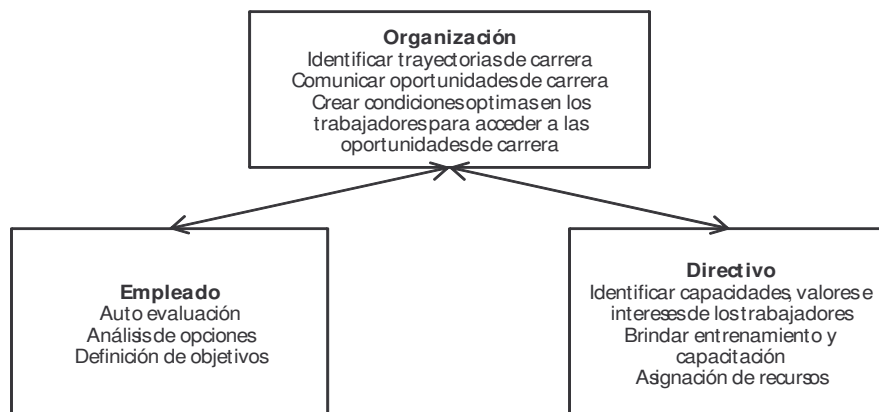 Organización
Identificar trayectorias de carrera
Comunicar oportunidades de carrera
Crear condiciones optimas en los
trabajadores para acceder a las
oportunidades de carrera
Empleado
Auto evaluación
Análisis de opciones
Definición de objetivos
Directivo
Identificar capacidades, valores e
intereses de los trabajadores
Brindar entrenamiento y
capacitación
Asignación de recursos